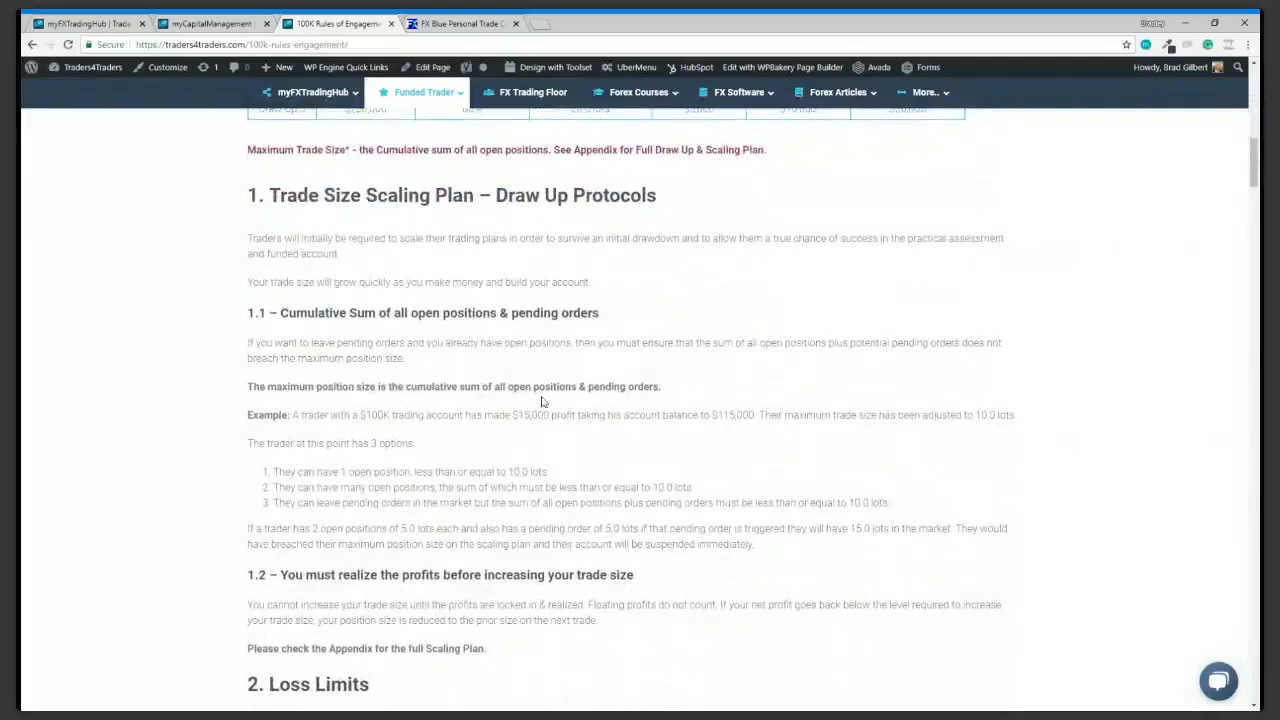 myFXTradingHub | Trade
myCapitalManagement |
100K Rules of Engageme
FX Blue Personal Trade C
Bradley
Secure
https://traders4traders.com/100k-rules-engagement/
Traders4Traders
Customize
1
0
New
WP Engine Quick Links
Edit Page
Design with Toolset
UberMenu
HubSpot
Edit with WPBakery Page Builder
Avada
Forms
Howdy, Brad Gilbert
myFXTradingHub
Funded Trader
FX Trading Floor
Forex Courses
FX Software
Forex Articles
More..
Maximum Trade Size* - the Cumulative sum of all open positions. See Appendix for Full Draw Up & Scaling Plan.
1. Trade Size Scaling Plan – Draw Up Protocols
Traders will initially be required to scale their trading plans in order to survive an initial drawdown and to allow them a true chance of success in the practical assessment
and funded account.
Your trade size will grow quickly as you make money and build your account.
1.1 – Cumulative Sum of all open positions & pending orders
If you want to leave pending orders and you already have open positions, then you must ensure that the sum of all open positions plus potential pending orders does not
breach the maximum position size.
The maximum position size is the cumulative sum of all open positions & pending orders.
Example: A trader with a $100K trading account has made $15,000 profit taking his account balance to $115,000. Their maximum trade size has been adjusted to 10.0 lots.
The trader at this point has 3 options:
1. They can have 1 open position, less than or equal to 10.0 lots
2. They can have many open positions, the sum of which must be less than or equal to 10.0 lots
3. They can leave pending orders in the market but the sum of all open positions plus pending orders must be less than or equal to 10.0 lots
If a trader has 2 open positions of 5.0 lots each and also has a pending order of 5.0 lots if that pending order is triggered they will have 15.0 lots in the market. They would
have breached their maximum position size on the scaling plan and their account will be suspended immediately.
1.2 – You must realize the profits before increasing your trade size
You cannot increase your trade size until the profits are locked in & realized. Floating profits do not count. If your net profit goes back below the level required to increase
your trade size, your position size is reduced to the prior size on the next trade.
Please check the Appendix for the full Scaling Plan.
2. Loss Limits